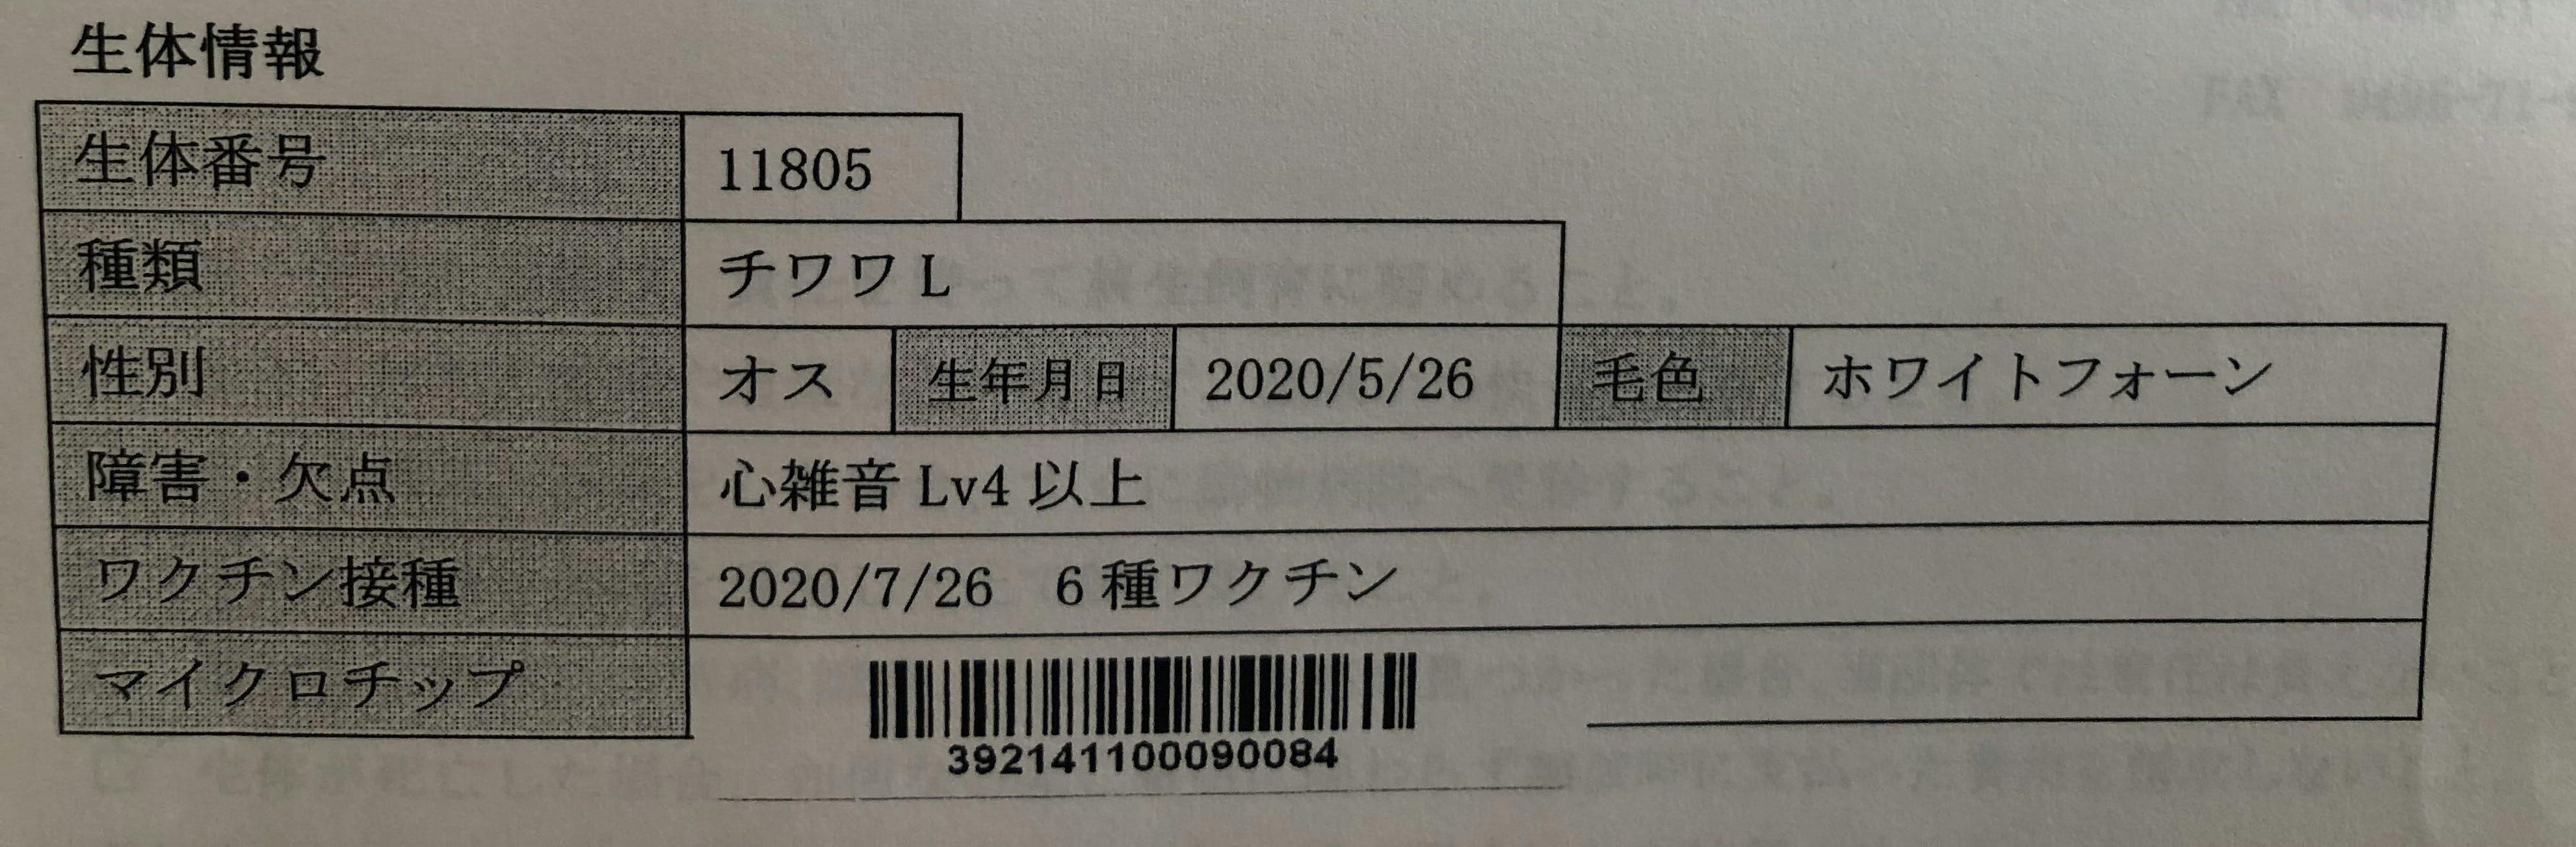 生体情報
生体番号 11805
種類 チワワL
性別 オス 生年月日 2020/5/26 毛色 ホワイトフォーン
障害・欠点 心雑音 Lv4 以上
ワクチン接種 2020/7/26 6種ワクチン
マイクロチップ
392141100090084